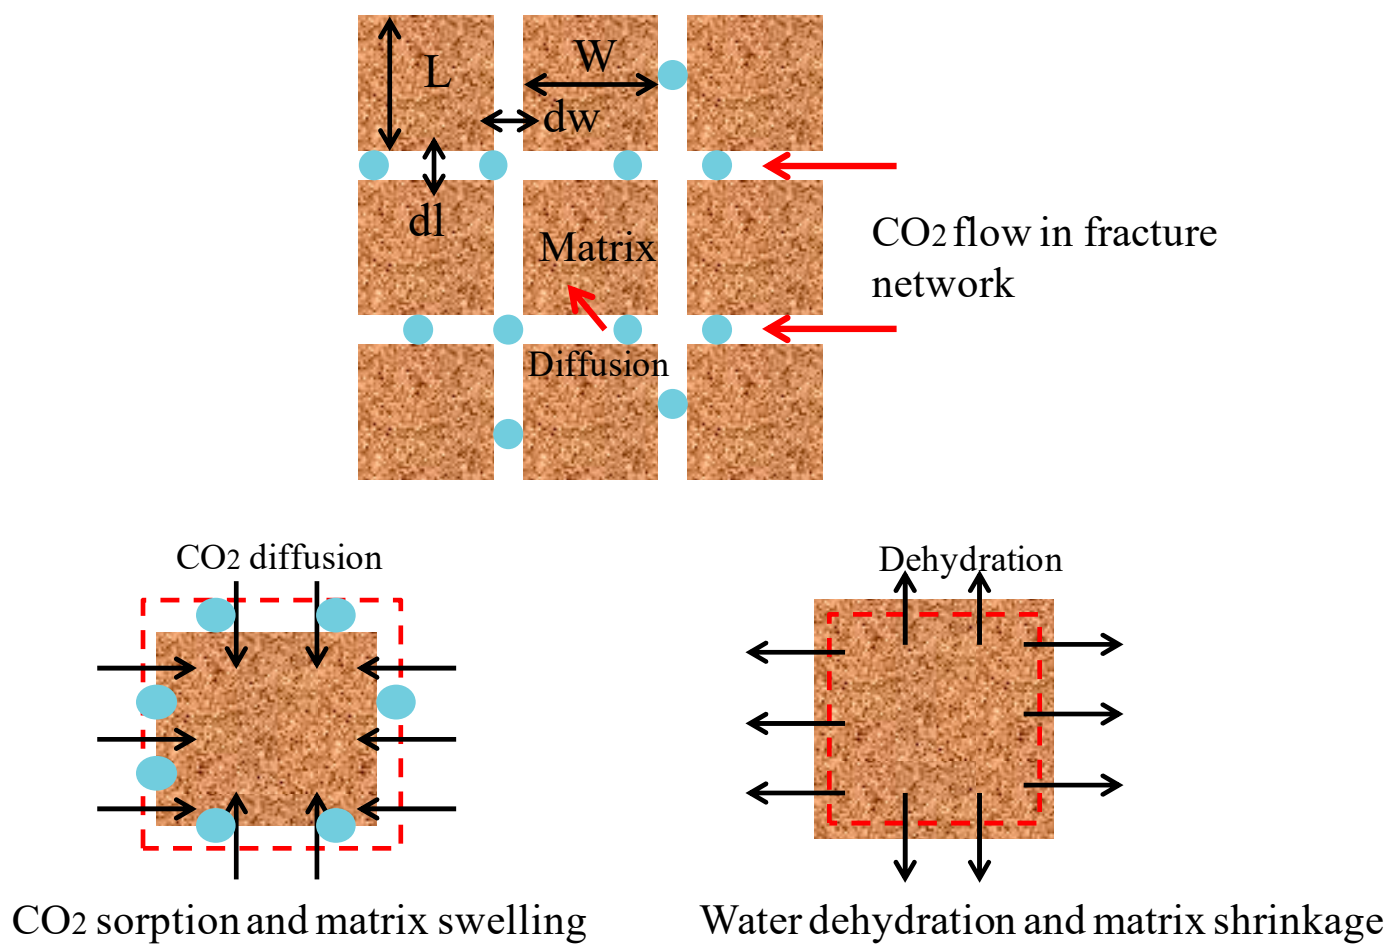 L
W
dw
dl
Matrix
CO2 flow in fracture
network
Diffusion
CO2 diffusion
Dehydration
CO2 sorption and matrix swelling
Water dehydration and matrix shrinkage